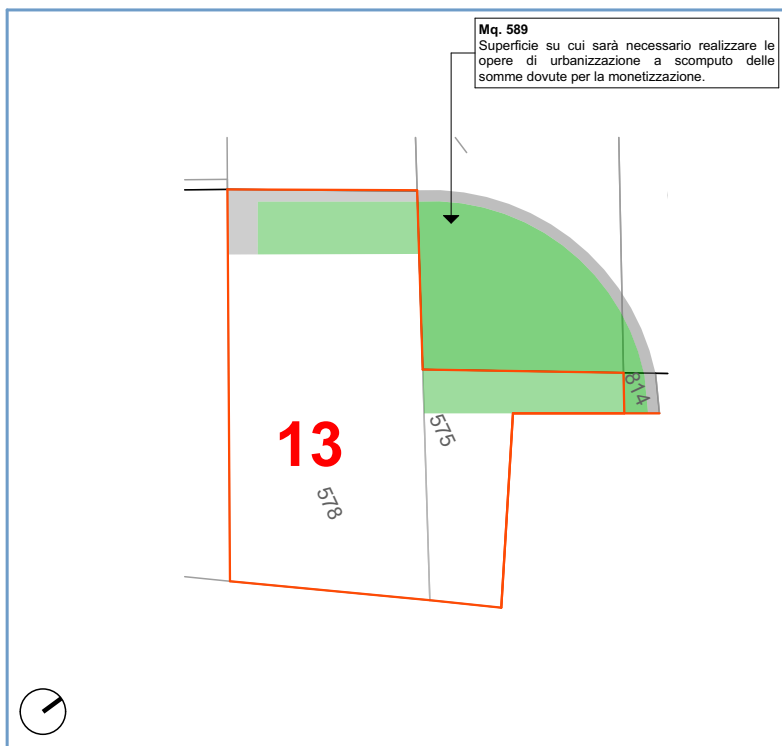 Mq. 589
Superficie su cui sarà necessario realizzare le
opere di urbanizzazione a scomputo delle
somme dovute per la monetizzazione.
814
13
575
578